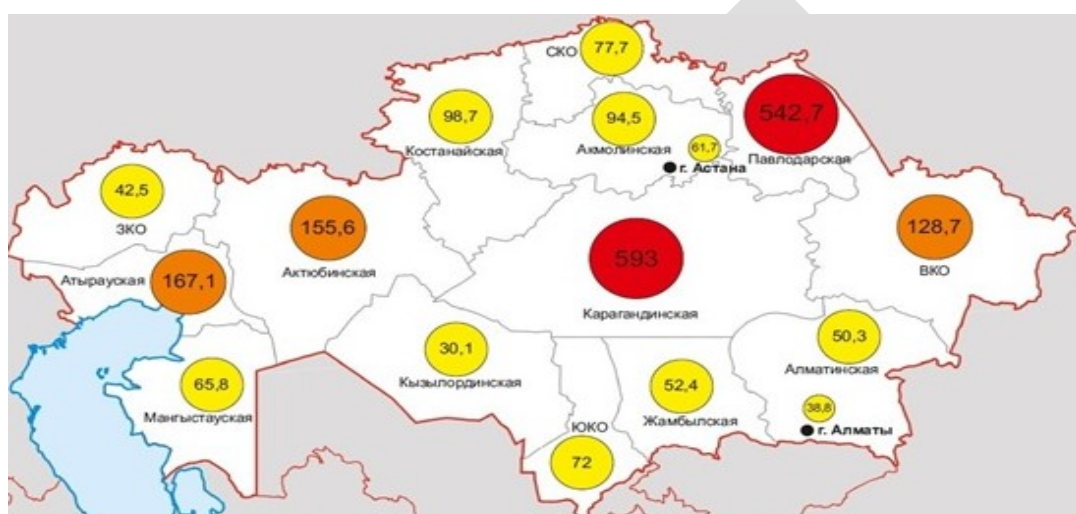 СКО
77,7
98,7
Костанайская
94,5
Акмолинская
61,7
г. Астана
542,7
Павлодарская
42,5
ЗКО
155,6
Актюбинская
593
Карагандинская
128,7
ВКО
Атырауская
167,1
30,1
Кызылординская
50,3
Алматинская
65,8
Мангыстауская
52,4
Жамбылская
38,8
г. Алматы
ЮКО
72